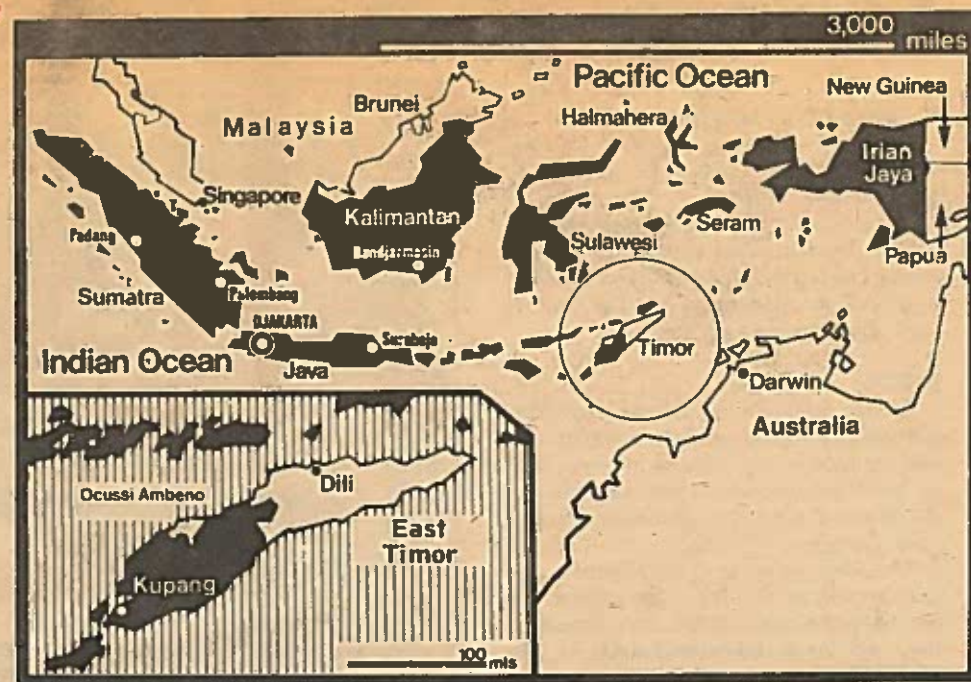 3,000 miles
Pacific Ocean
New Guinea
Brunei
Halmahera
Malaysia
Irian
Jaya
Singapore
Kalimantan
Seram
Padang
Bandjermasin
Sulawesi
Papua
Sumatra
Palembang
DJAKARTA
Surabaja
Timor
Indian Ocean
Java
Darwin
Australia
Dili
Ocussi Ambeno
East
Timor
Kupang
100
mls